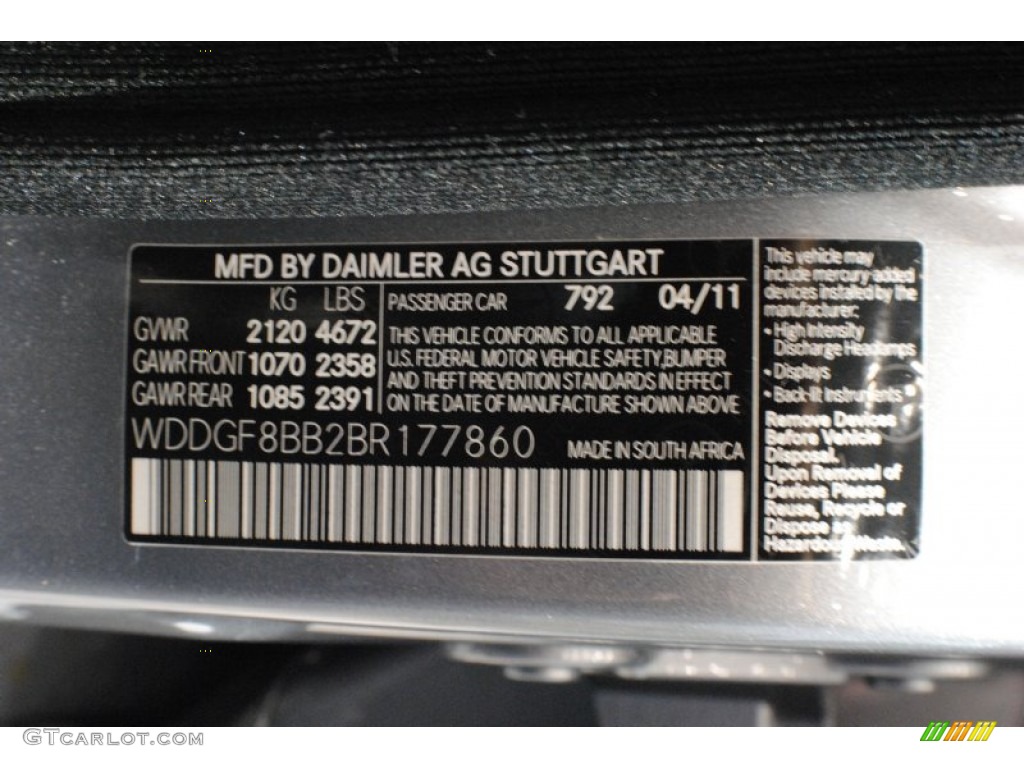 MFD BY DAIMLER AG STUTTGART
KG LBS
GVWR 2120 4672
GAWR FRONT 1070 2358
GAWR REAR 1085 2391
PASSENGER CAR 792 04/11
THIS VEHICLE CONFORMS TO ALL APPLICABLE
U.S. FEDERAL MOTOR VEHICLE SAFETY,BUMPER
AND THEFT PREVENTION STANDARDS IN EFFECT
ON THE DATE OF MANUFACTURE SHOWN ABOVE
WDDGF8BB2BR177860
MADE IN SOUTH AFRICA
This vehicle may
include mercury-added
devices installed by the
manufacturer:
• High Intensity
Discharge Headlamps
• Displays
• Back-lit Instruments
Remove Devices
Before Vehicle
Disposal.
Upon Removal of
Devices Please
Reuse, Recycle or
Dispose as
Hazardous Waste.
GTcarlot.com